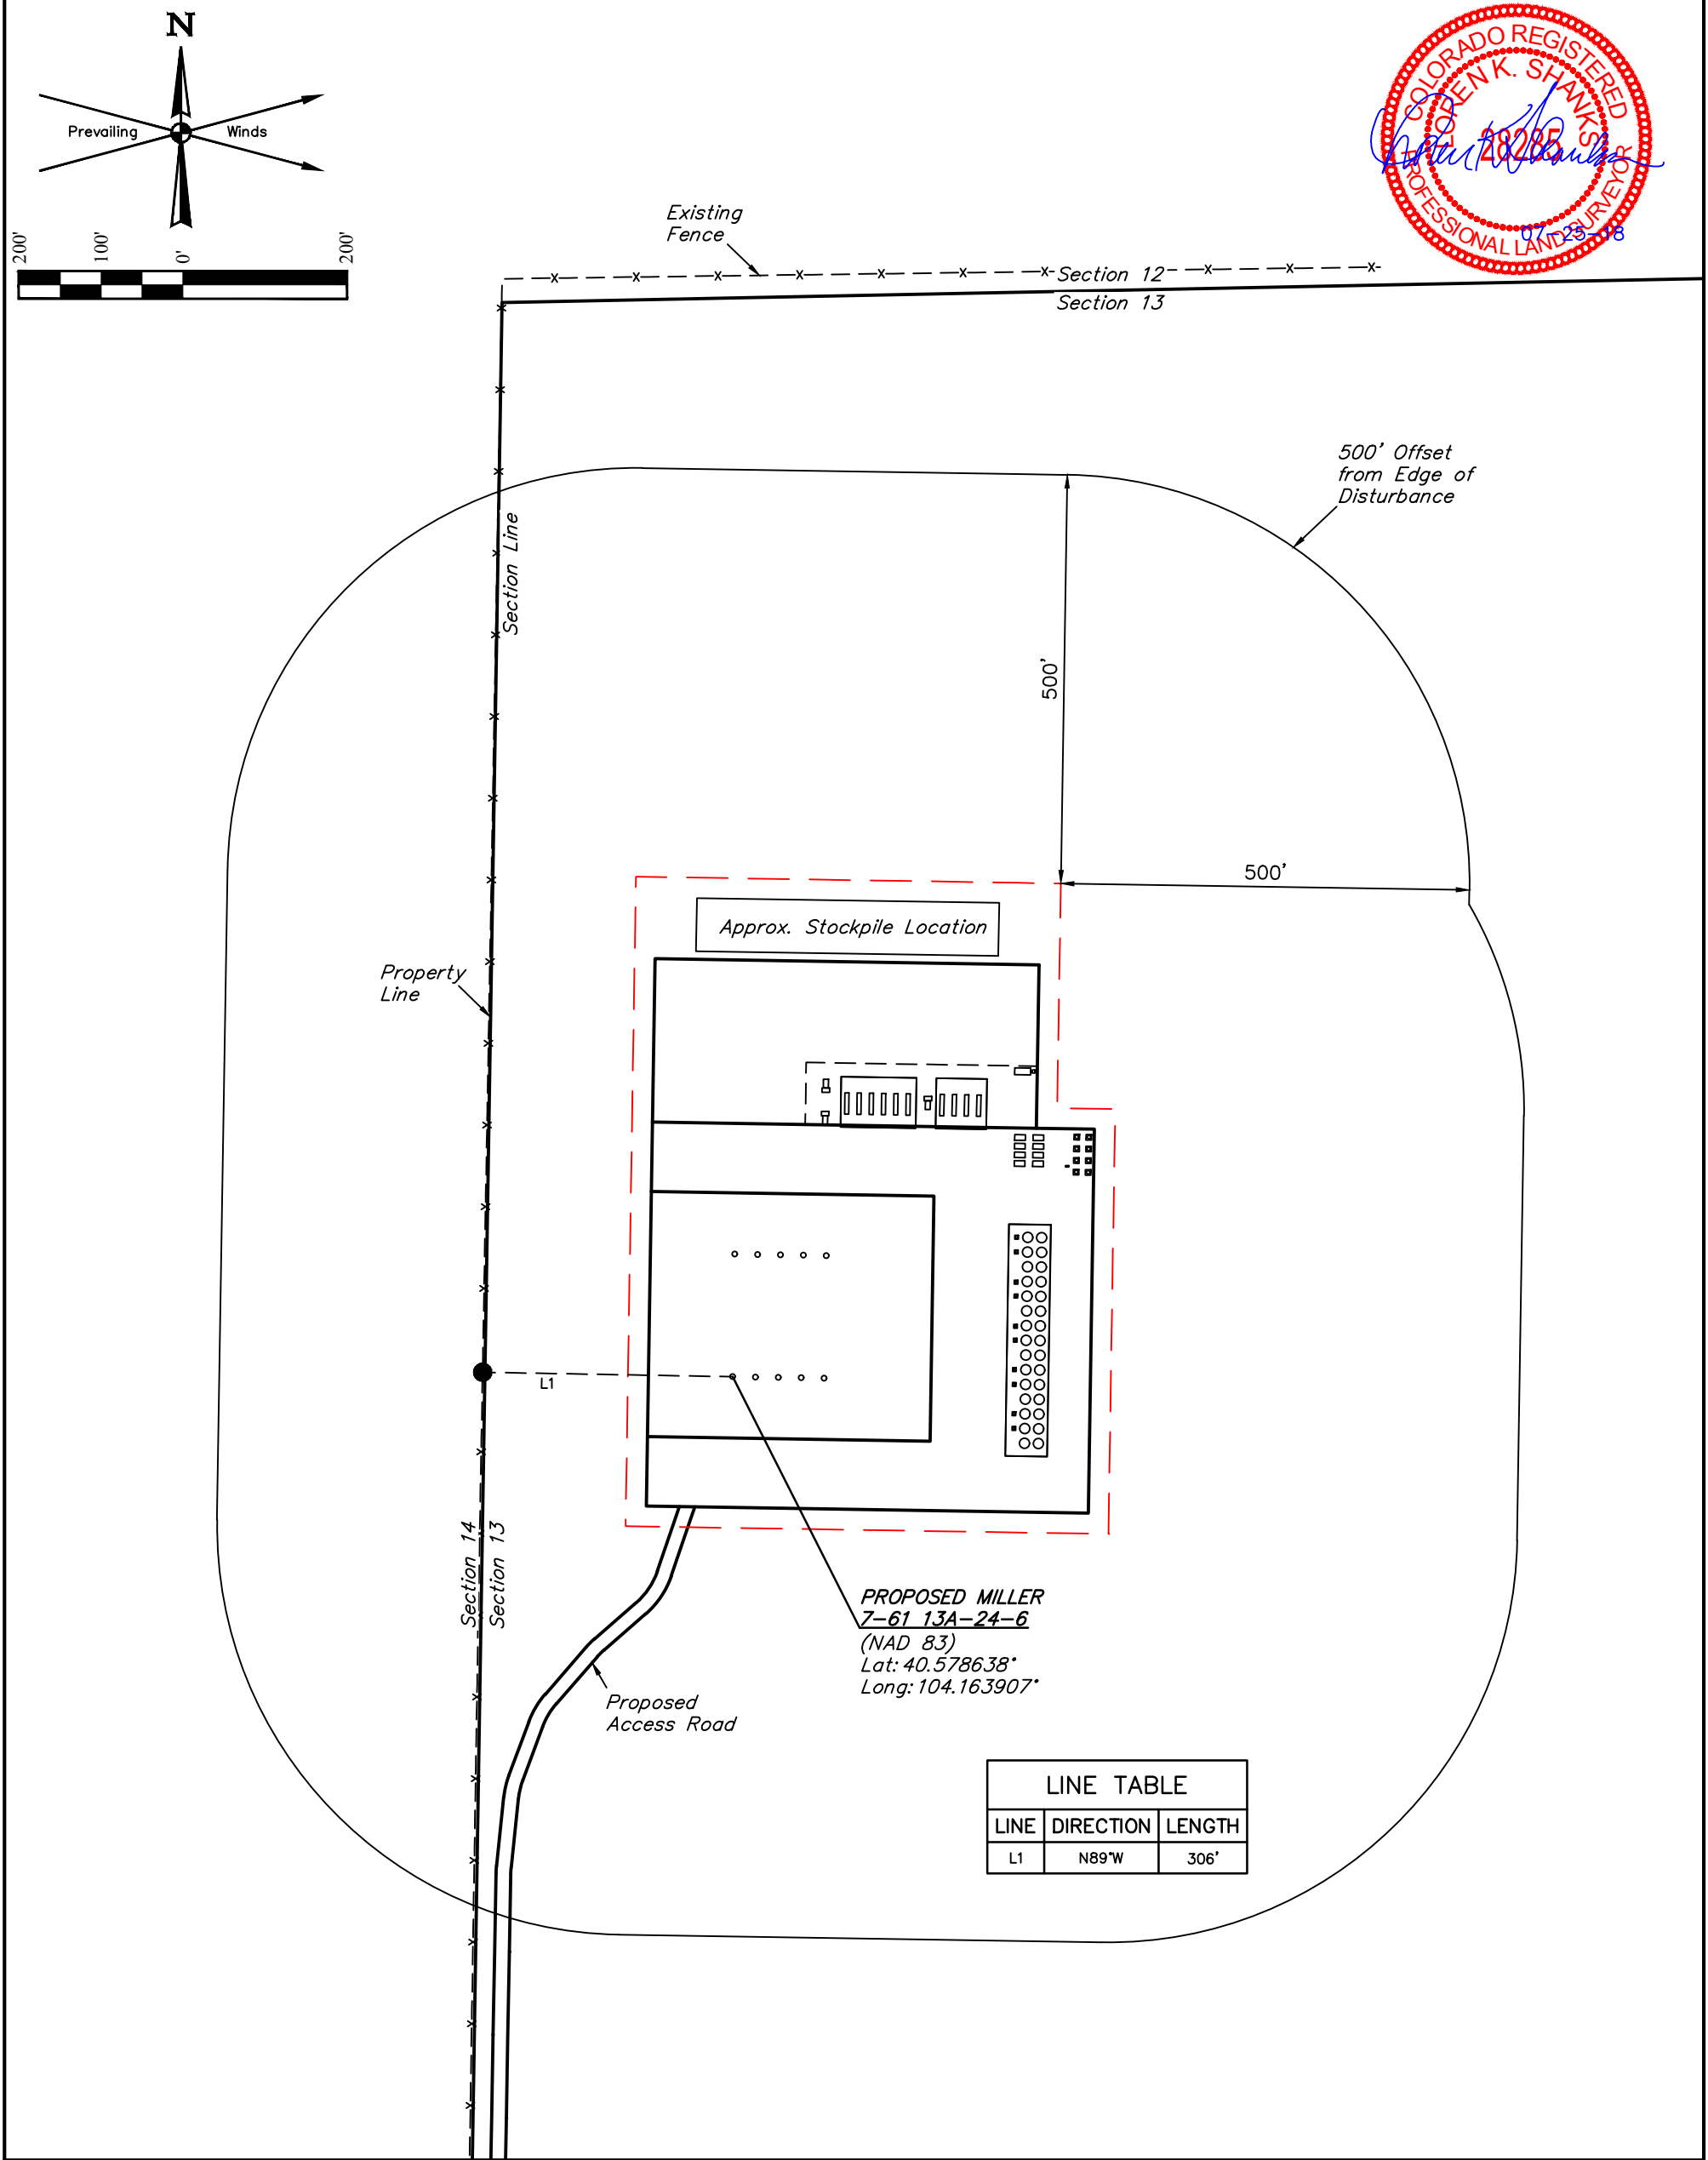 N
Prevailing Winds
200' 100' 0' 200'
COLORADO REGISTERED
LOREN K. SHANKS
28285
PROFESSIONAL LAND SURVEYOR
07-25-18
Existing
Fence
Section 12
Section 13
500' Offset
from Edge of
Disturbance
Section Line
500'
500'
Approx. Stockpile Location
Property
Line
L1
Section 14
Section 13
PROPOSED MILLER
7-61 13A-24-6
(NAD 83)
Lat: 40.578638°
Long: 104.163907°
Proposed
Access Road
LINE TABLE
LINE DIRECTION LENGTH
L1 N89°W 306'